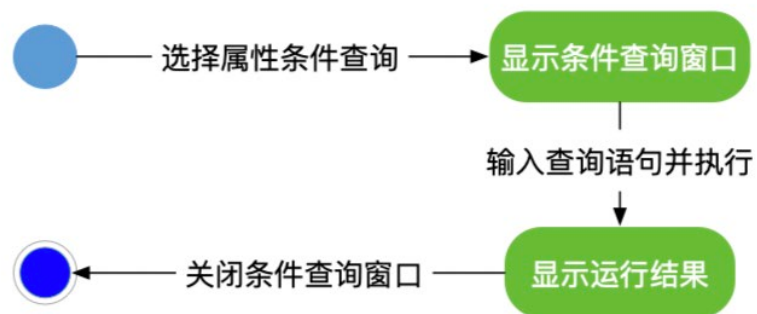 选择属性条件查询
显示条件查询窗口
输入查询语句并执行
显示运行结果
关闭条件查询窗口